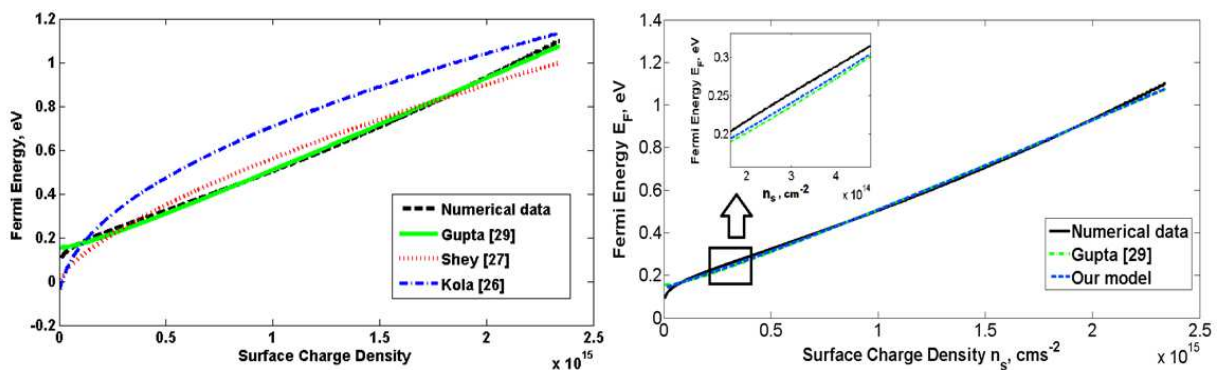 1.2
1
0.8
0.6
0.4
0.2
0
-0.2
Fermi Energy, eV
0
0.5
1
1.5
2
2.5
Surface Charge Density
x 10^15
Numerical data
Gupta [29]
Shey [27]
Kola [26]
1.4
1.2
1
0.8
0.6
0.4
0.2
0
Fermi Energy E_F, eV
0
0.5
1
1.5
2
2.5
Surface Charge Density n_s, cms^-2
x 10^15
0.3
0.25
0.2
Fermi Energy E_F, eV
2
3
4
n_s, cm^-2
x 10^14
Numerical data
Gupta [29]
Our model